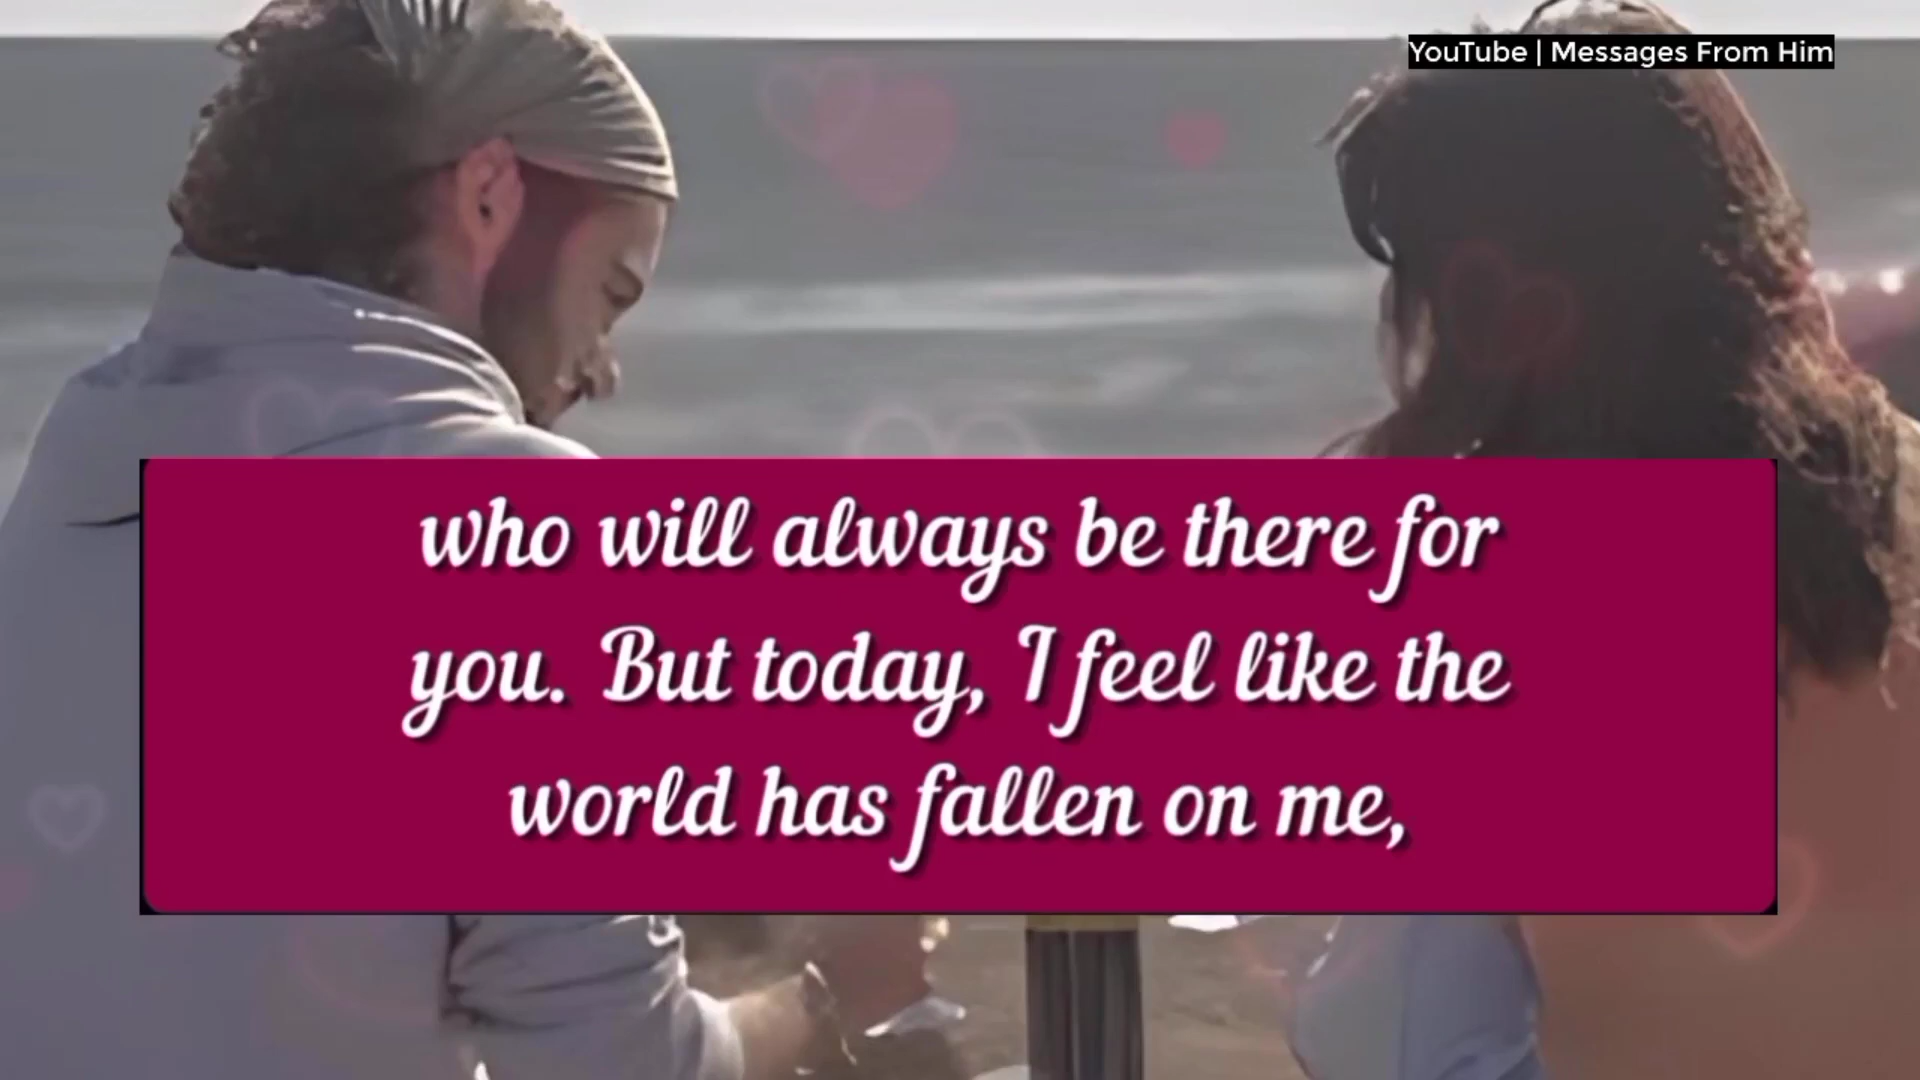 YouTube | Messages From Him
who will always be there for
you. But today, I feel like the
world has fallen on me,